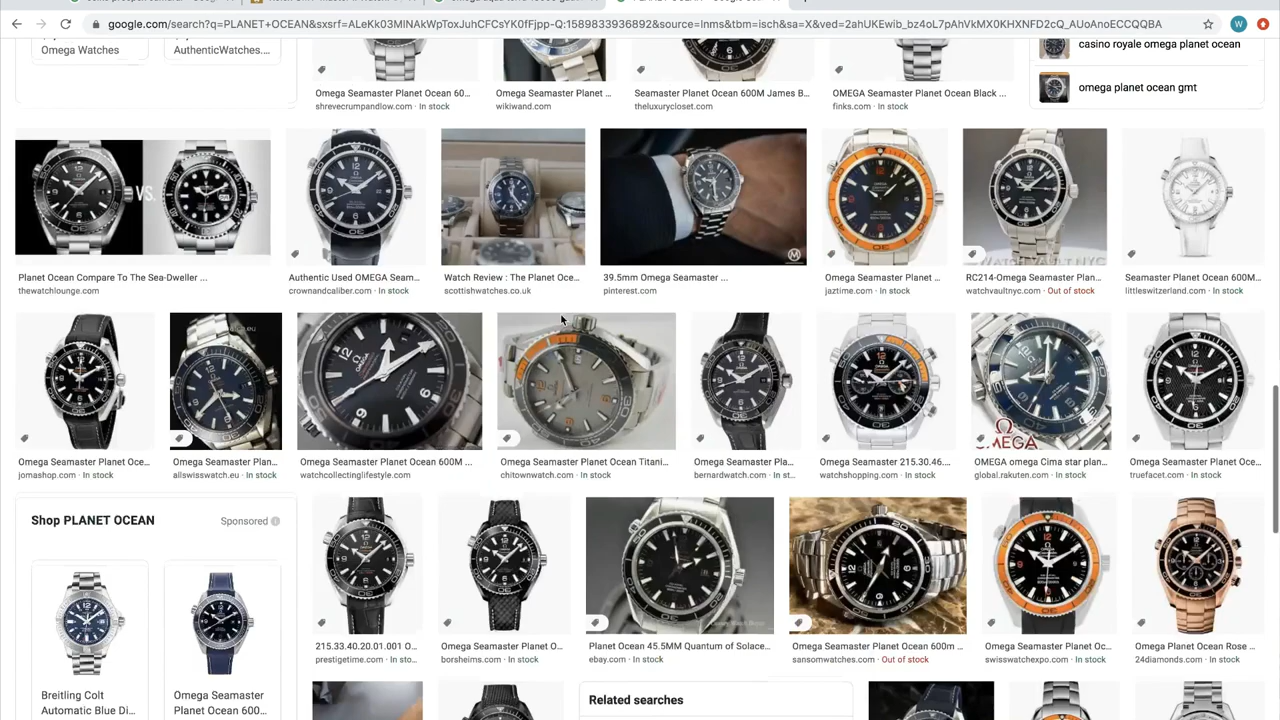 google.com/search?q=PLANET+OCEAN&sxsrf=ALeKk03MlNAkWpToxJuhCFCsYK0fFjpp-Q:1589833936892&source=lnms&tbm=isch&sa=X&ved=2ahUKEwib_bz4oL7pAhVkMX0KHXNFD2cQ_AUoAnoECCQQBA
W
Omega Watches
AuthenticWatches....
casino royale omega planet ocean
omega planet ocean gmt
Omega Seamaster Planet Ocean 60...
shrevecrumpandlow.com · In stock
Omega Seamaster Planet ...
wikiwand.com
Seamaster Planet Ocean 600M James B...
theluxurycloset.com
OMEGA Seamaster Planet Ocean Black ...
finks.com · In stock
VS.
WATCH VAULT NYC
Planet Ocean Compare To The Sea-Dweller ...
thewatchlounge.com
Authentic Used OMEGA Seam...
crownandcaliber.com · In stock
Watch Review : The Planet Oce...
scottishwatches.co.uk
39.5mm Omega Seamaster ...
pinterest.com
Omega Seamaster Planet ...
jaztime.com · In stock
RC214-Omega Seamaster Plan...
watchvaultnyc.com · Out of stock
Seamaster Planet Ocean 600M...
littleswitzerland.com · In stock
OMEGA
Omega Seamaster Planet Oce...
jomashop.com · In stock
Omega Seamaster Plan...
allswisswatch.eu · In stock
Omega Seamaster Planet Ocean 600M ...
watchcollectinglifestyle.com
Omega Seamaster Planet Ocean Titani...
chitownwatch.com · In stock
Omega Seamaster Pla...
bernardwatch.com · In st...
Omega Seamaster 215.30.46....
watchshopping.com · In stock
OMEGA omega Cima star plan...
global.rakuten.com · In stock
Omega Seamaster Planet Oce...
truefacet.com · In stock
Shop PLANET OCEAN
Sponsored
Breitling Colt
Automatic Blue Di...
Omega Seamaster
Planet Ocean 600...
215.33.40.20.01.001 O...
prestigetime.com · In sto...
Omega Seamaster Planet O...
borsheims.com · In stock
Planet Ocean 45.5MM Quantum of Solace...
ebay.com · In stock
Omega Seamaster Planet Ocean 600m ...
sansomwatches.com · Out of stock
Omega Seamaster Planet Oc...
swisswatchexpo.com · In stock
Omega Planet Ocean Rose ...
24diamonds.com · In stock
Related searches